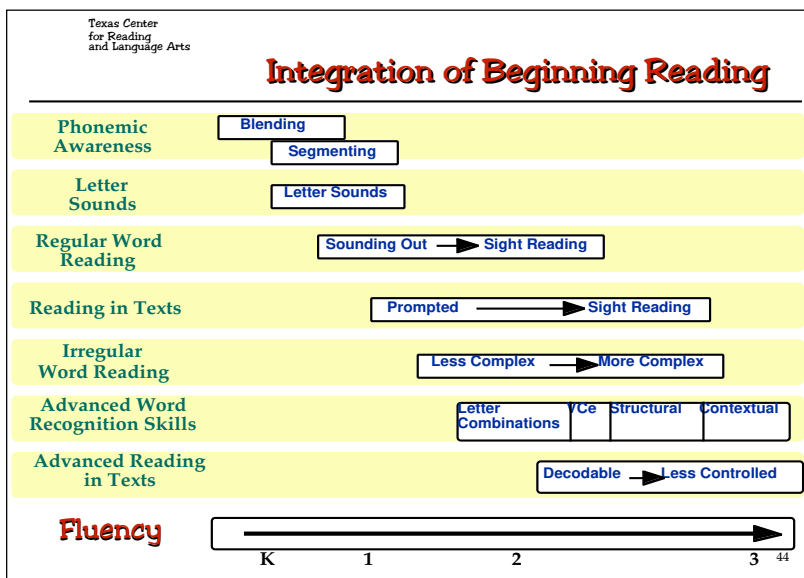 Texas Center
for Reading
and Language Arts
Integration of Beginning Reading
Phonemic
Awareness
Blending
Segmenting
Letter
Sounds
Letter Sounds
Regular Word
Reading
Sounding Out Sight Reading
Reading in Texts
Prompted Sight Reading
Irregular
Word Reading
Less Complex More Complex
Advanced Word
Recognition Skills
Letter
Combinations
VCe
Structural
Contextual
Advanced Reading
in Texts
Decodable Less Controlled
Fluency
K 1 2 3 44